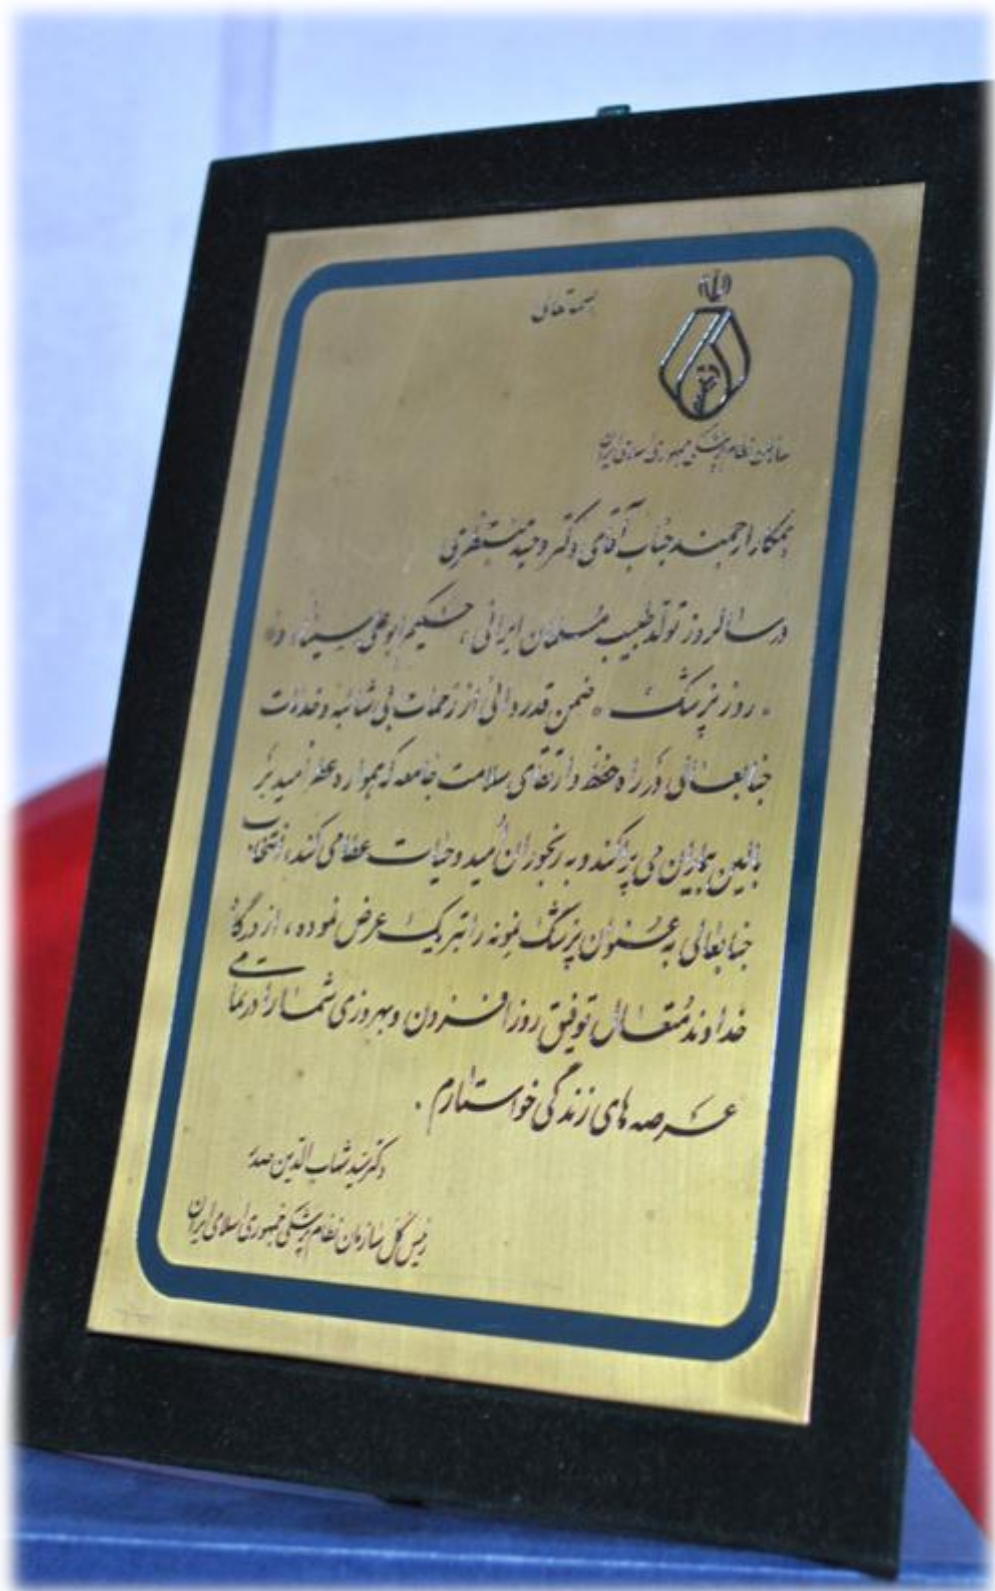 بسمه تعالی
سازمان نظام پزشکی جمهوری اسلامی ایران
همکار ارجمند جناب آقای دکتر وحید منتظری
در سالروز تولد طبیب مسلمان ایرانی، حکیم ابوعلی سینا، و
« روز پزشک » ضمن قدردانی از زحمات بی شائبه و خدمات
جنابعالی در راه حفظ و ارتقای سلامت جامعه که همواره عطر امید بر
بالین بیماران می پراکند و به رنجوران امید و حیات عطا می کند، انتخاب
جنابعالی به عنوان پزشک نمونه را تبریک عرض نموده، از درگاه
خداوند متعال توفیق روزافزون و بهروزی شما را در تمامی
عرصه های زندگی خواستارم .
دکتر سید شهاب الدین صدر
رئیس کل سازمان نظام پزشکی جمهوری اسلامی ایران